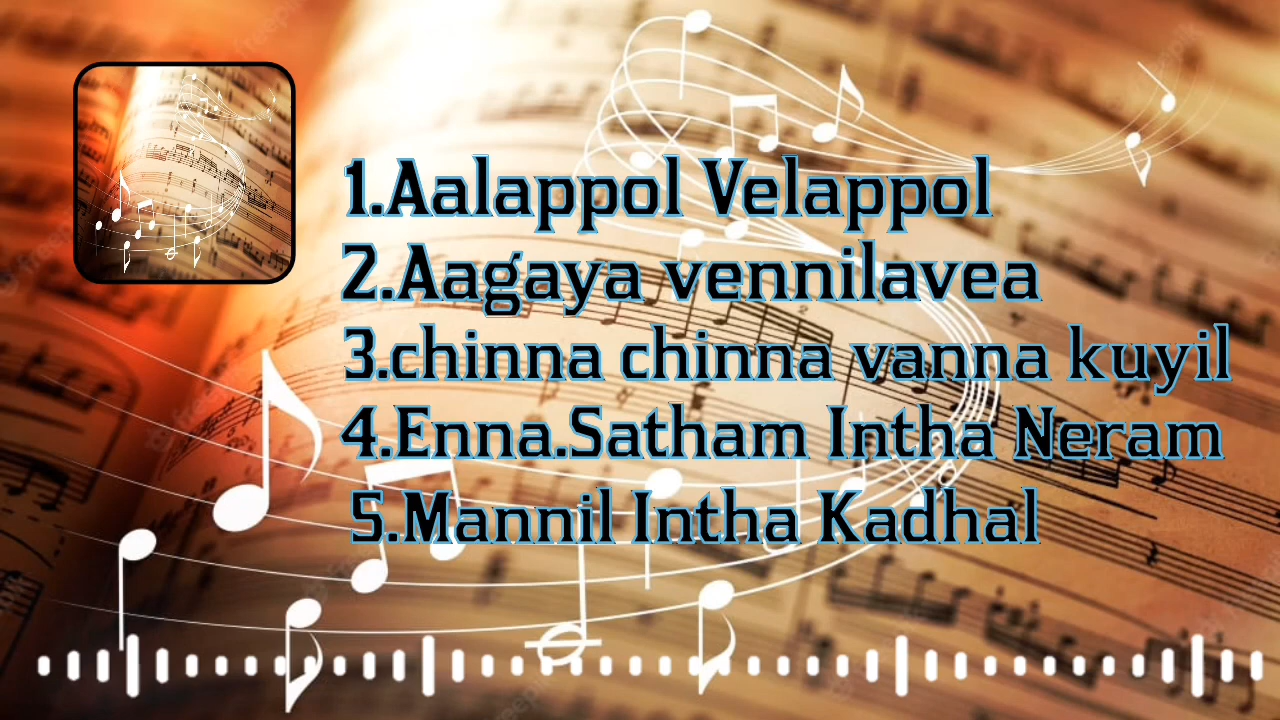 1.Aalappol Velappol
2.Aagaya vennilavea
3.chinna chinna vanna kuyil
4.Enna.Satham Intha Neram
5.Mannil Intha Kadhal